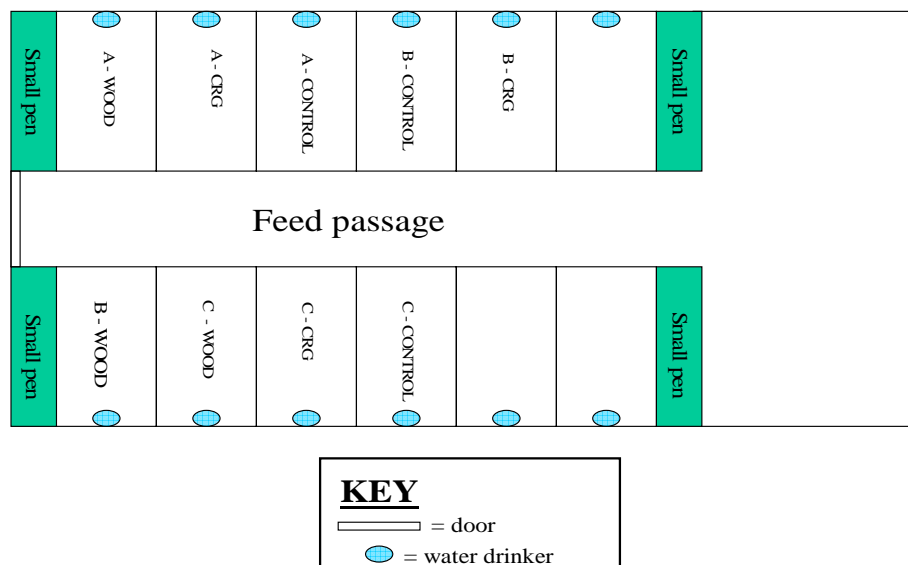 Small pen
A - WOOD
A - CRG
A - CONTROL
B - CONTROL
B - CRG
Small pen
Feed passage
Small pen
B - WOOD
C - WOOD
C - CRG
C - CONTROL
Small pen
KEY
= door
= water drinker